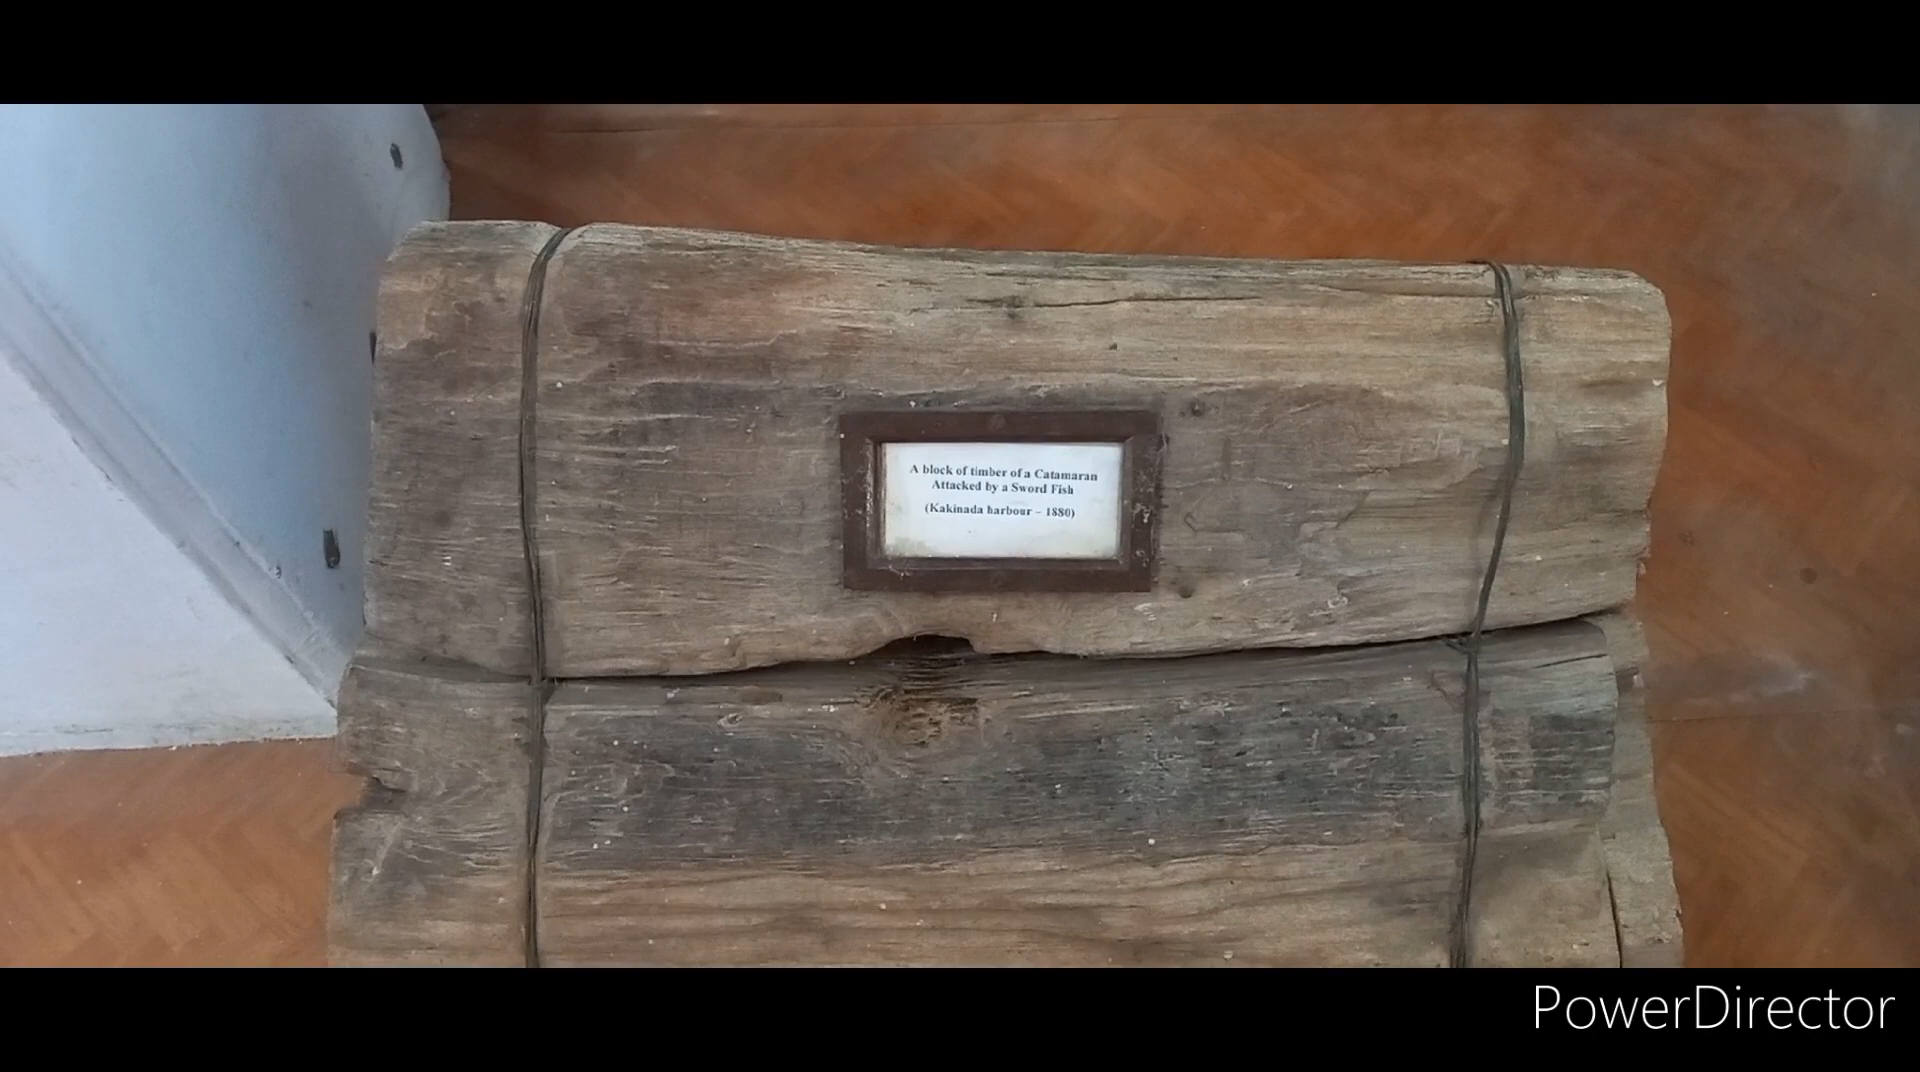 A block of timber of a Catamaran
Attacked by a Sword Fish
(Kakinada harbour – 1880)
PowerDirector